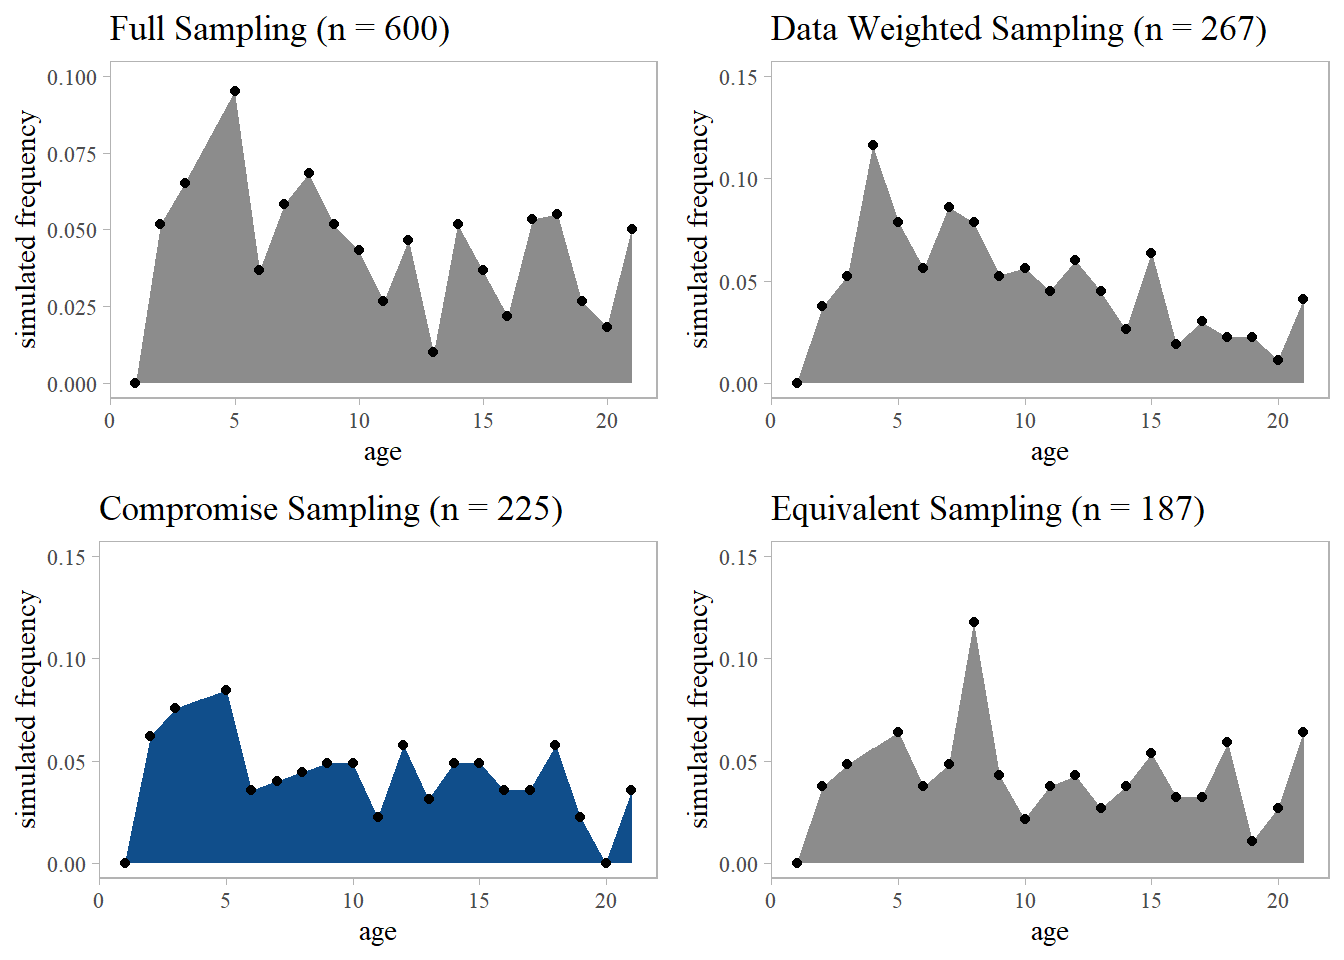 Full Sampling (n = 600)
simulated frequency
0.100
0.075
0.050
0.025
0.000
0 5 10 15 20
age
Data Weighted Sampling (n = 267)
simulated frequency
0.15
0.10
0.05
0.00
0 5 10 15 20
age
Compromise Sampling (n = 225)
simulated frequency
0.15
0.10
0.05
0.00
0 5 10 15 20
age
Equivalent Sampling (n = 187)
simulated frequency
0.15
0.10
0.05
0.00
0 5 10 15 20
age